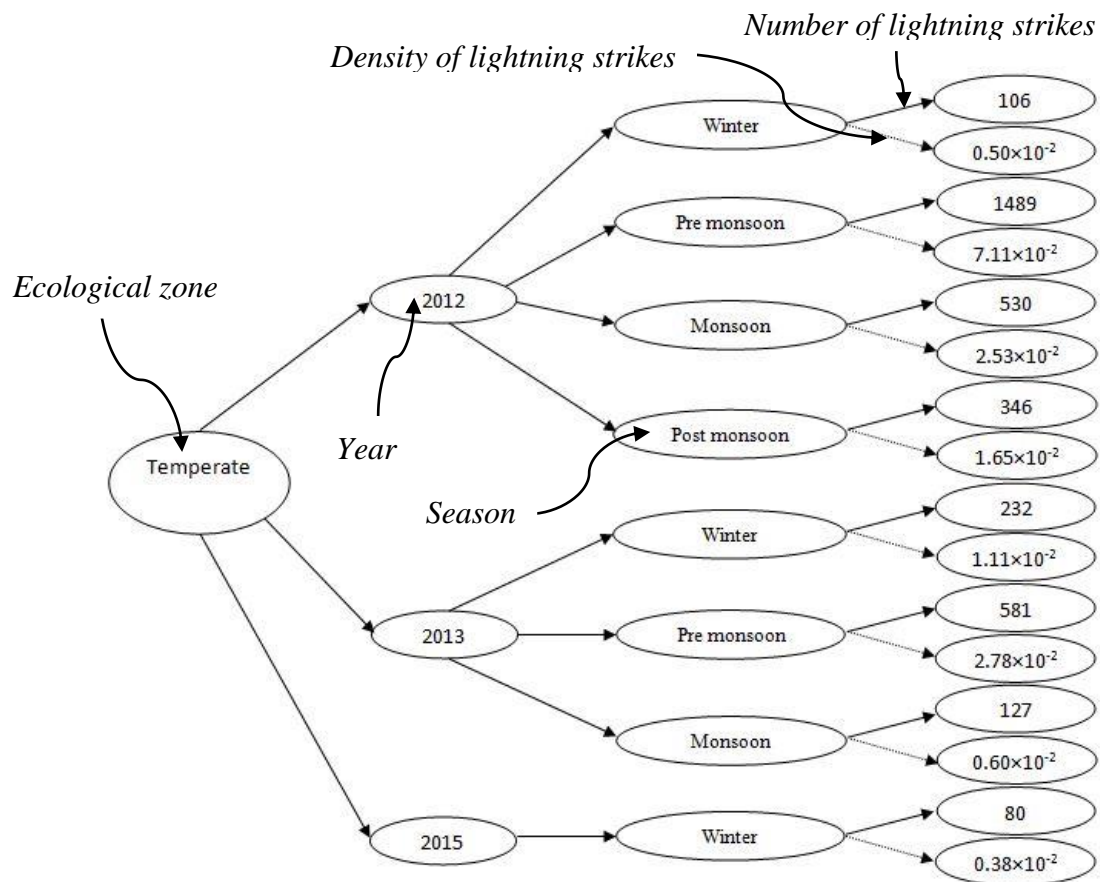 Number of lightning strikes
Density of lightning strikes
106
Winter
0.50×10⁻²
1489
Pre monsoon
7.11×10⁻²
Ecological zone
2012
530
Monsoon
2.53×10⁻²
346
Year
Post monsoon
1.65×10⁻²
Temperate
Season
232
Winter
1.11×10⁻²
581
2013
Pre monsoon
2.78×10⁻²
127
Monsoon
0.60×10⁻²
80
2015
Winter
0.38×10⁻²